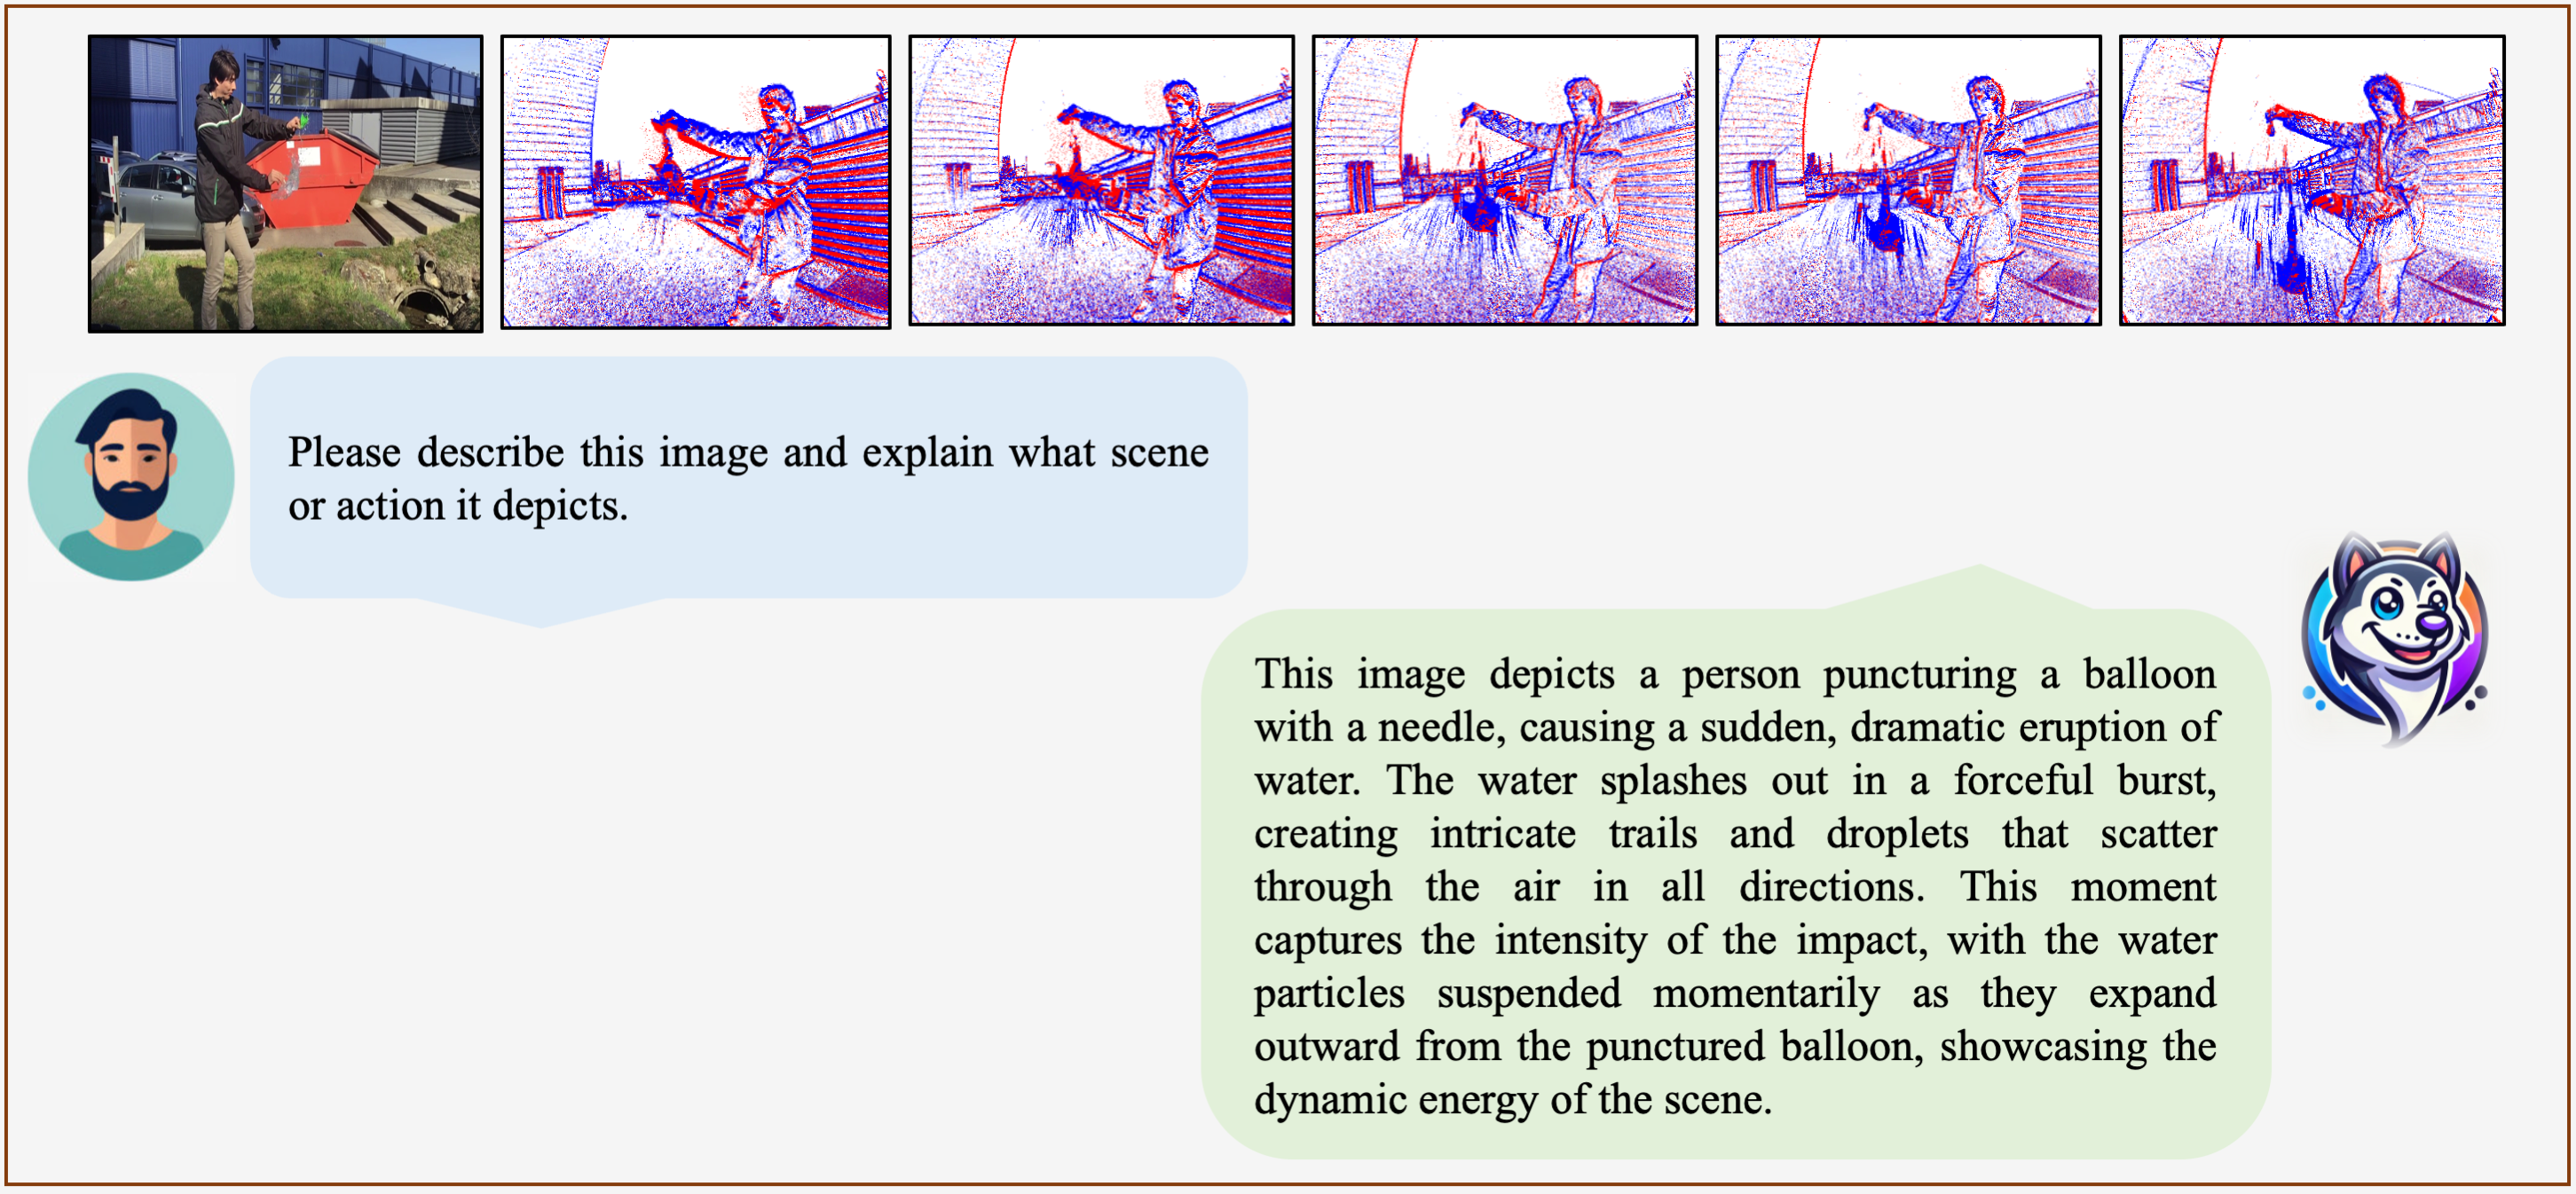 Please describe this image and explain what scene
or action it depicts.
This image depicts a person puncturing a balloon
with a needle, causing a sudden, dramatic eruption of
water. The water splashes out in a forceful burst,
creating intricate trails and droplets that scatter
through the air in all directions. This moment
captures the intensity of the impact, with the water
particles suspended momentarily as they expand
outward from the punctured balloon, showcasing the
dynamic energy of the scene.